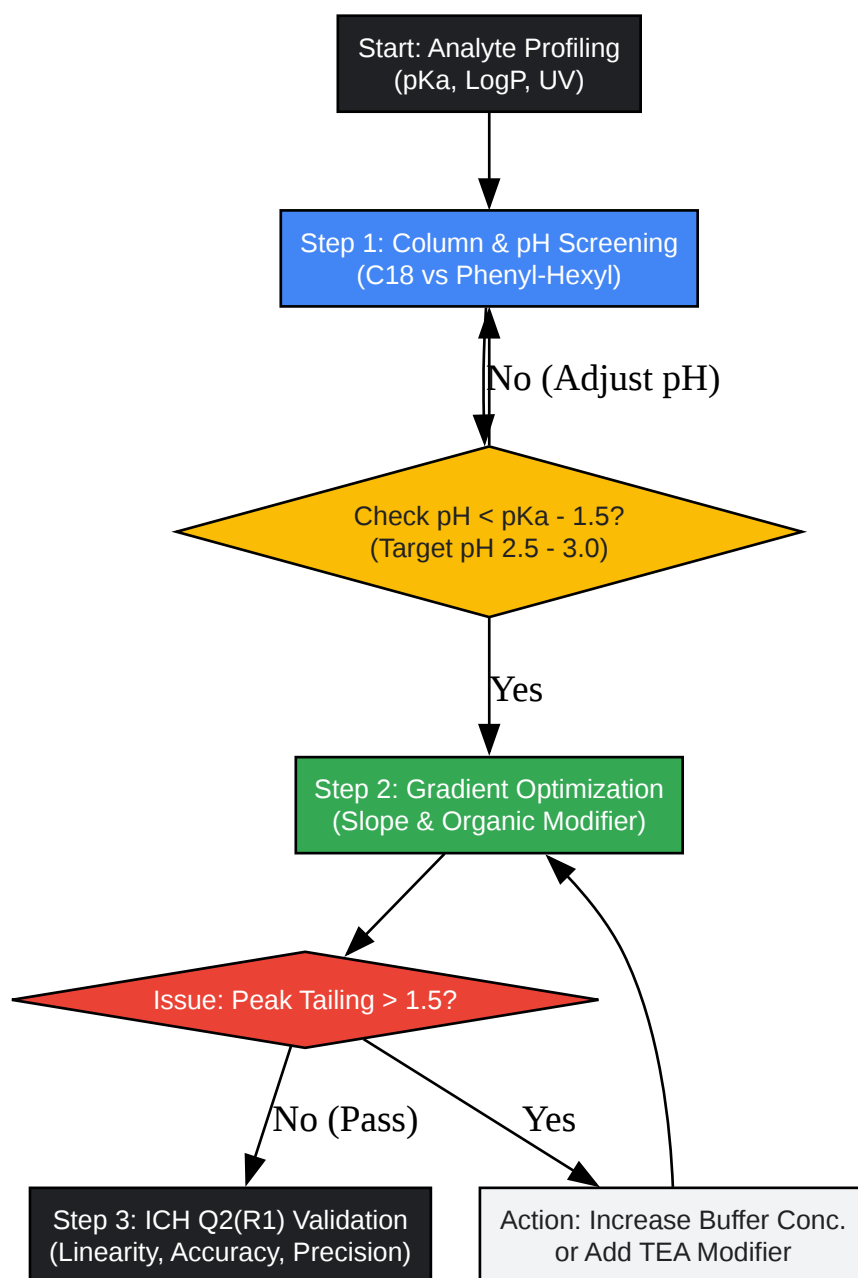 Start: Analyte Profiling
(pKa, LogP, UV)
Step 1: Column & pH Screening
(C18 vs Phenyl-Hexyl)
No (Adjust pH)
Check pH < pKa - 1.5?
(Target pH 2.5 - 3.0)
Yes
Step 2: Gradient Optimization
(Slope & Organic Modifier)
Issue: Peak Tailing > 1.5?
No (Pass)
Yes
Step 3: ICH Q2(R1) Validation
(Linearity, Accuracy, Precision)
Action: Increase Buffer Conc.
or Add TEA Modifier